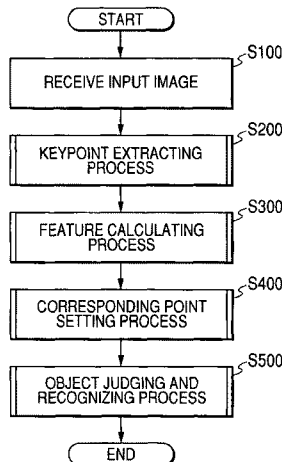 START
S100
RECEIVE INPUT IMAGE
S200
KEYPOINT EXTRACTING
PROCESS
S300
FEATURE CALCULATING
PROCESS
S400
CORRESPONDING POINT
SETTING PROCESS
S500
OBJECT JUDGING AND
RECOGNIZING PROCESS
END